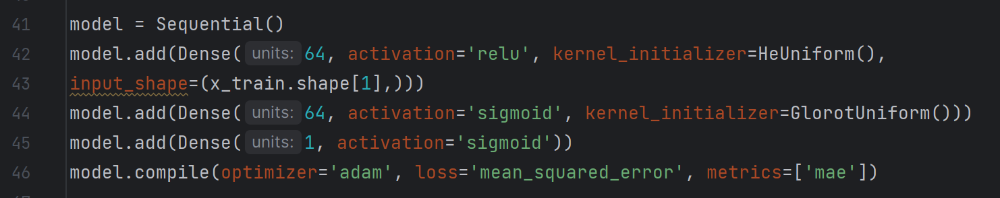 41 model = Sequential()
42 model.add(Dense( units: 64, activation='relu', kernel_initializer=HeUniform(),
43 input_shape=(x_train.shape[1],)))
44 model.add(Dense( units: 64, activation='sigmoid', kernel_initializer=GlorotUniform()))
45 model.add(Dense( units: 1, activation='sigmoid'))
46 model.compile(optimizer='adam', loss='mean_squared_error', metrics=['mae'])